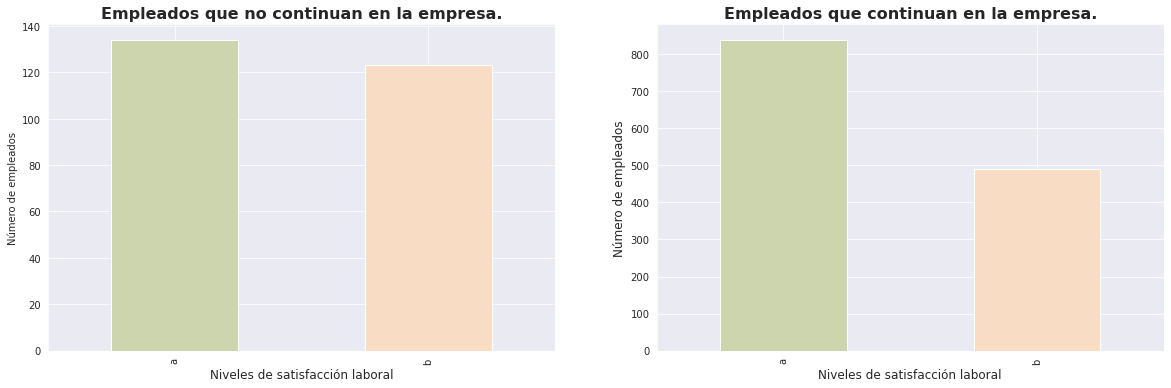 Empleados que no continuan en la empresa.
Número de empleados
140
120
100
80
60
40
20
0
a
b
Niveles de satisfacción laboral
Empleados que continuan en la empresa.
Número de empleados
800
700
600
500
400
300
200
100
0
a
b
Niveles de satisfacción laboral